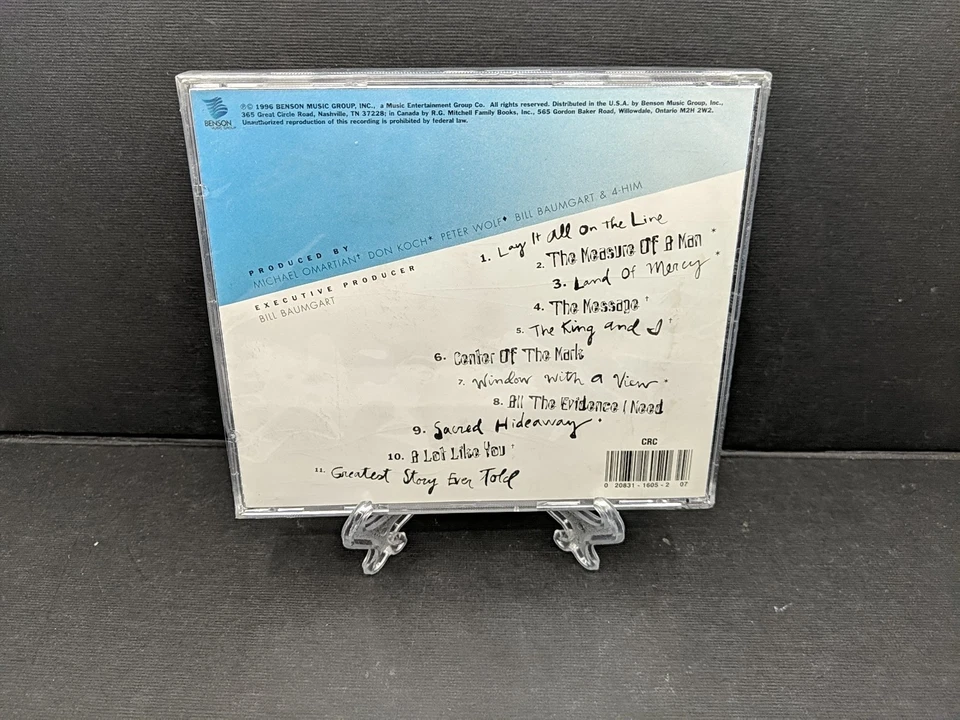 BENSON
MUSIC GROUP
℗© 1996 BENSON MUSIC GROUP, INC., a Music Entertainment Group Co. All rights reserved. Distributed in the U.S.A. by Benson Music Group, Inc.,
365 Great Circle Road, Nashville, TN 37228; in Canada by R.G. Mitchell Family Books, Inc., 565 Gordon Baker Road, Willowdale, Ontario M2H 2W2.
Unauthorized reproduction of this recording is prohibited by federal law.
PRODUCED BY
MICHAEL OMARTIAN† DON KOCH* PETER WOLF♦ BILL BAUMGART & 4·HIM
EXECUTIVE PRODUCER
BILL BAUMGART
1. Lay It All On The Line
2. The Measure Of A Man *
3. Land Of Mercy *
4. The Message †
5. The King and I
6. Center Of The Mark
7. Window with a View
8. All The Evidence I Need
9. Sacred Hideaway
10. A Lot Like You †
11. Greatest Story Ever Told
CRC
0 20831-1605-2 07